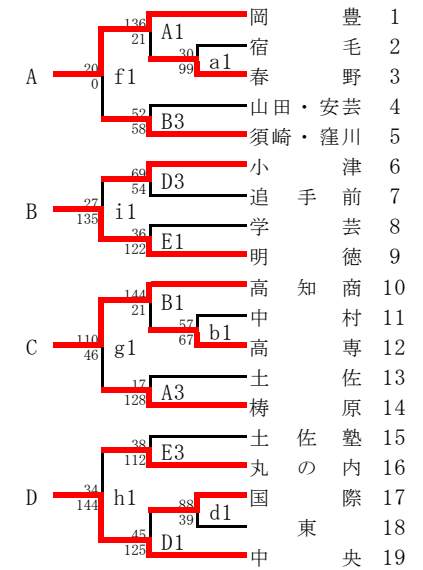 136 岡 豊 1
21 A1
30 宿 毛 2
20 99 a1
A 0 f1 春 野 3
52 山田・安芸 4
58 B3 須崎・窪川 5
69 小 津 6
54 D3 追 手 前 7
27
B 135 i1
36 学 芸 8
122 E1 明 徳 9
144 高 知 商 10
21 B1
57 中 村 11
110 67 b1
C 46 g1 高 専 12
17 土 佐 13
128 A3 梼 原 14
38 土 佐 塾 15
112 E3 丸 の 内 16
34 88 国 際 17
D 144 h1
39 d1 東 18
45
125 D1 中 央 19